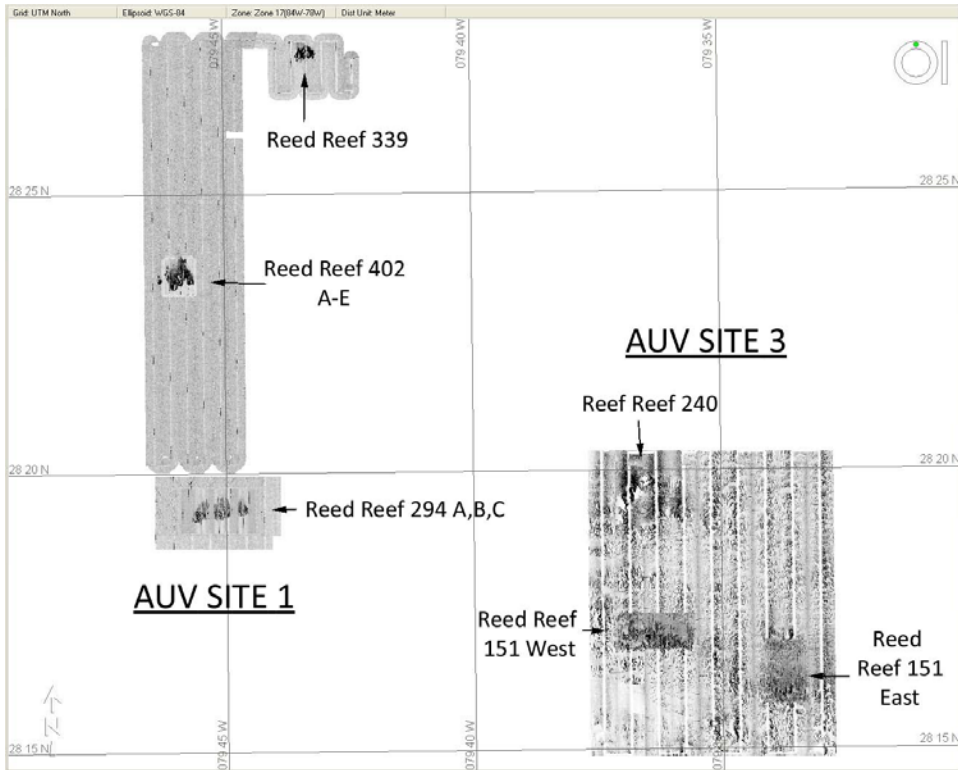 Grid: UTM North Ellipsoid: WGS-84 Zone: Zone 17(84W-78W) Dist Unit: Meter
079 45 W
079 40 W
079 35 W
Reed Reef 339
28 25 N
28 25 N
Reed Reef 402
A-E
AUV SITE 3
Reef Reef 240
28 20 N
28 20 N
Reed Reef 294 A,B,C
AUV SITE 1
Reed Reef
151 West
Reed
Reef 151
East
N
28 15 N
28 15 N
079 45 W
079 40 W